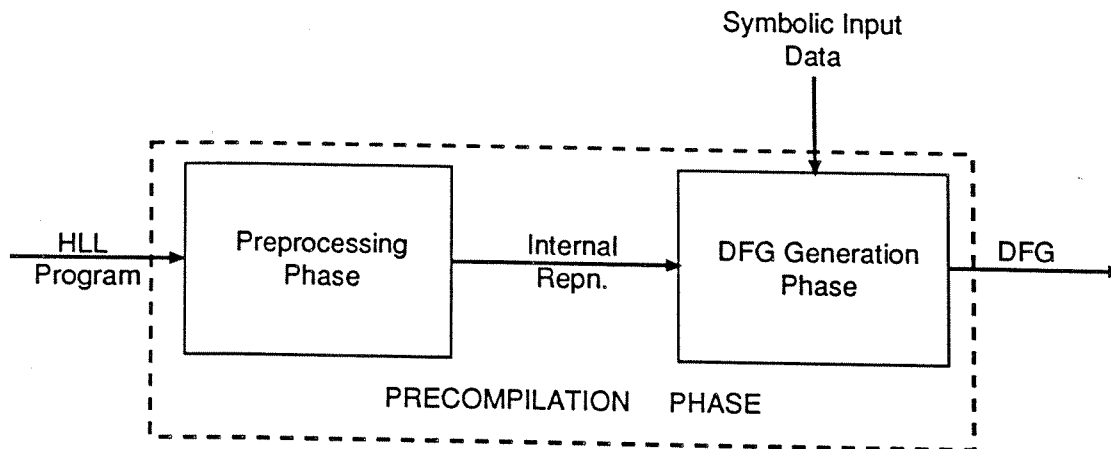 Symbolic Input
Data
HLL
Program
Preprocessing
Phase
Internal
Repn.
DFG Generation
Phase
DFG
PRECOMPILATION PHASE